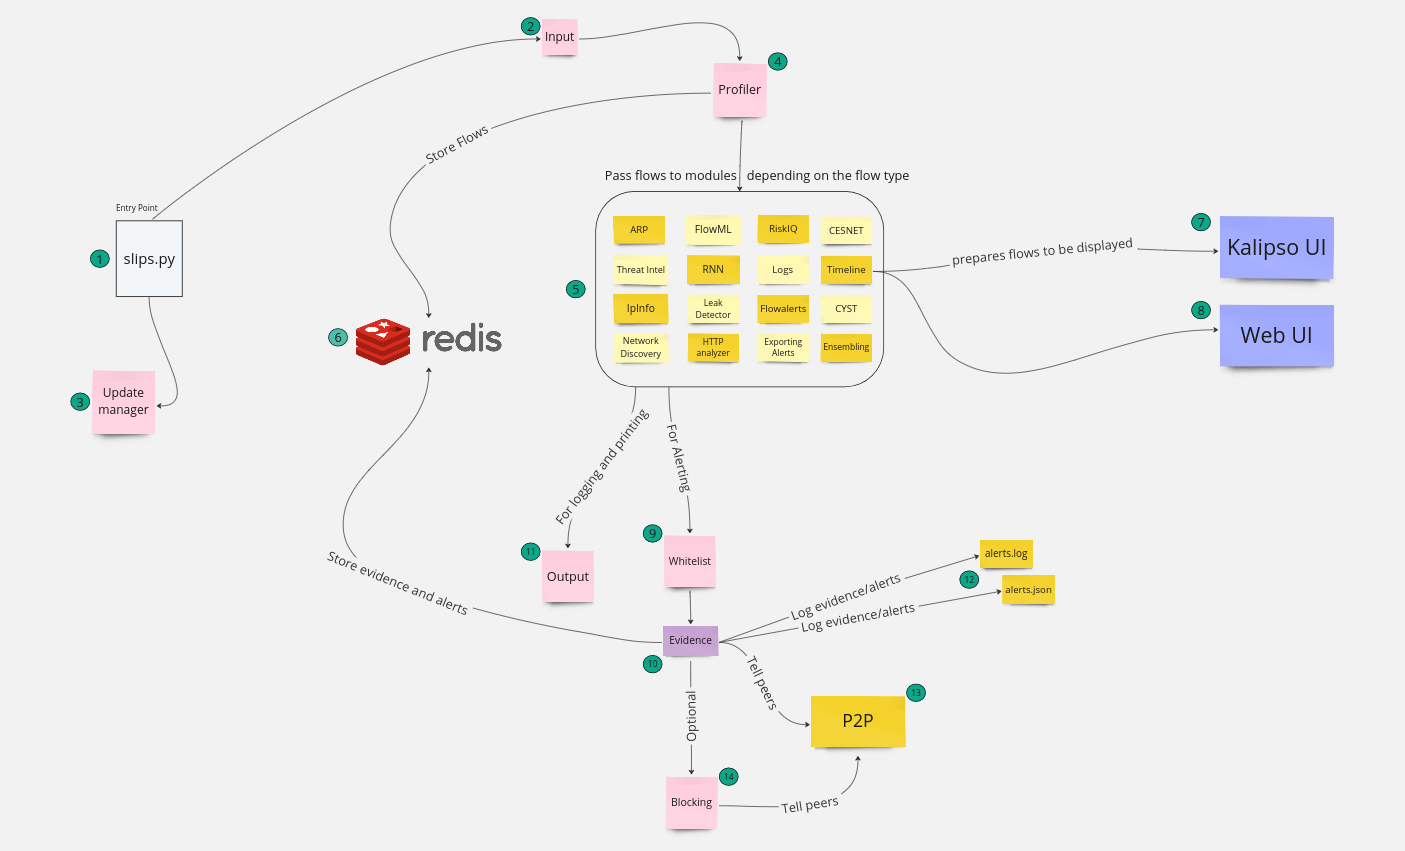 2
Input
4
Profiler
Store Flows
Pass flows to modules depending on the flow type
Entry Point
1
slips.py
3
Update
manager
6
redis
5
ARP
FlowML
RiskIQ
CESNET
Threat Intel
RNN
Logs
Timeline
IpInfo
Leak
Detector
Flowalerts
CYST
Network
Discovery
HTTP
analyzer
Exporting
Alerts
Ensembling
prepares flows to be displayed
7
Kalipso UI
8
Web UI
For logging and printing
For Alerting
11
Output
9
Whitelist
Store evidence and alerts
10
Evidence
Log evidence/alerts
Log evidence/alerts
12
alerts.log
alerts.json
Tell peers
13
P2P
Optional
14
Blocking
Tell peers